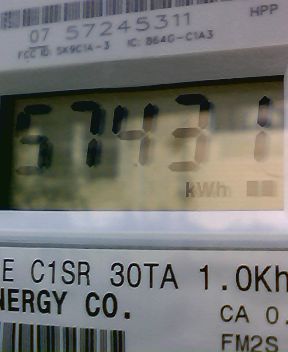 HPP
07 57245311
FCC ID: SK9C1A-3 IC: 864G-C1A3
57431
kWh
E C1SR 30TA 1.0Kh
NERGY CO.
CA 0.
FM2S